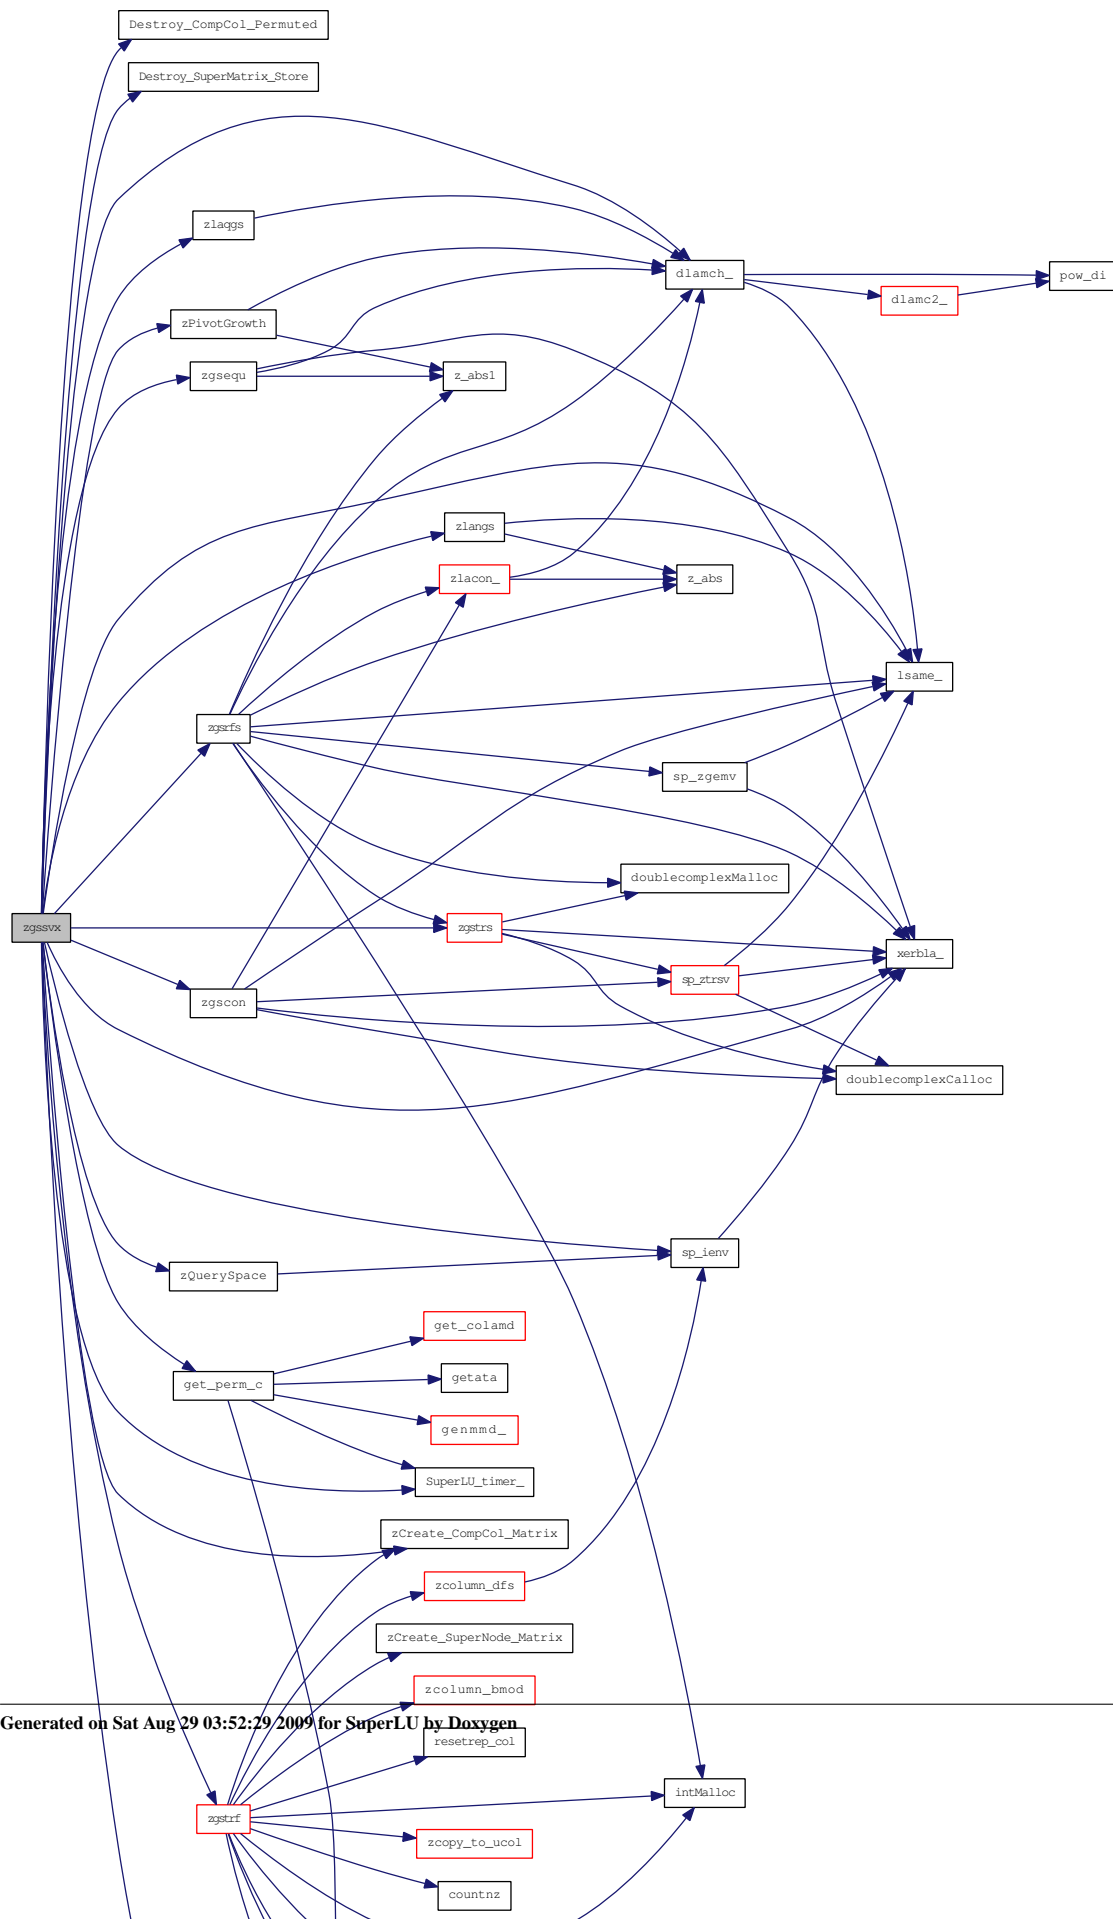 Destroy_CompCol_Permuted
Destroy_SuperMatrix_Store
zlaqgs
dlamch_
pow_di
dlamc2_
zPivotGrowth
zgsequ
z_abs1
zlangs
zlacon_
z_abs
lsame_
zgsrfs
sp_zgemv
doublecomplexMalloc
zgssvx
zgstrs
xerbla_
sp_ztrsv
zgscon
doublecomplexCalloc
sp_ienv
zQuerySpace
get_colamd
getata
get_perm_c
genmmd_
SuperLU_timer_
zCreate_CompCol_Matrix
zcolumn_dfs
zCreate_SuperNode_Matrix
zcolumn_bmod
Generated on Sat Aug 29 03:52:29 2009 for SuperLU by Doxygen
resetrep_col
intMalloc
zgstrf
zcopy_to_ucol
countnz